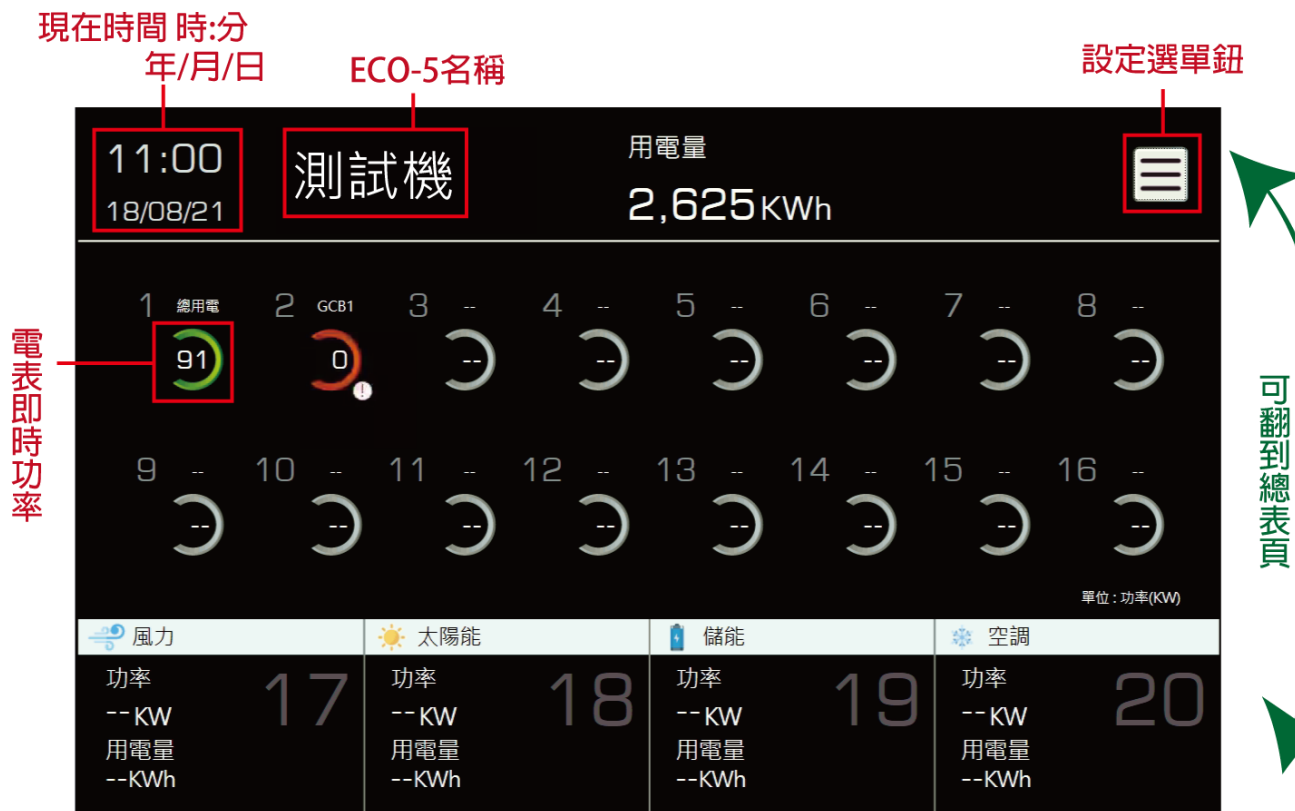 現在時間 時:分
年/月/日
ECO-5名稱
設定選單鈕
11:00
18/08/21
測試機
用電量
2,625KWh
1 總用電 2 GCB1 3 -- 4 -- 5 -- 6 -- 7 -- 8 --
91 0 -- -- -- -- -- --
!
電表即時功率
可翻到總表頁
9 -- 10 -- 11 -- 12 -- 13 -- 14 -- 15 -- 16 --
-- -- -- -- -- -- -- --
單位 : 功率(KW)
風力 太陽能 儲能 空調
功率 17 功率 18 功率 19 功率 20
--KW --KW --KW --KW
用電量 用電量 用電量 用電量
--KWh --KWh --KWh --KWh